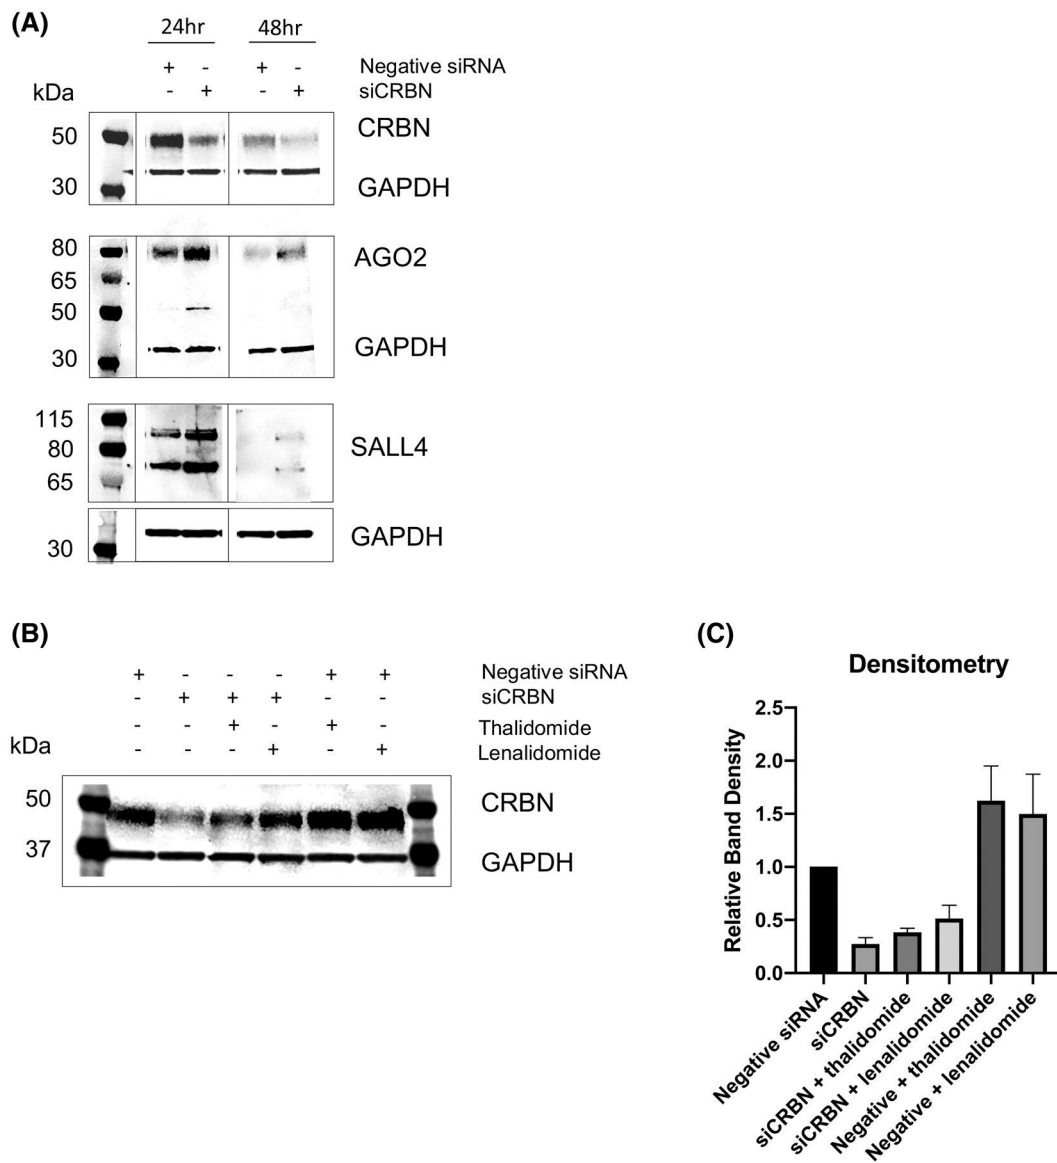 (A)
24hr 48hr
+ - + - Negative siRNA
- + - + siCRBN
kDa
50 CRBN
30 GAPDH
80 AGO2
65
50
30 GAPDH
115
80 SALL4
65
30 GAPDH
(B)
+ - - - + + Negative siRNA
- + + + - - siCRBN
- - + - + - Thalidomide
- - - + - + Lenalidomide
kDa
50 CRBN
37 GAPDH
(C)
Densitometry
Relative Band Density
2.5
2.0
1.5
1.0
0.5
0.0
Negative siRNA
siCRBN
siCRBN + thalidomide
siCRBN + lenalidomide
Negative + thalidomide
Negative + lenalidomide